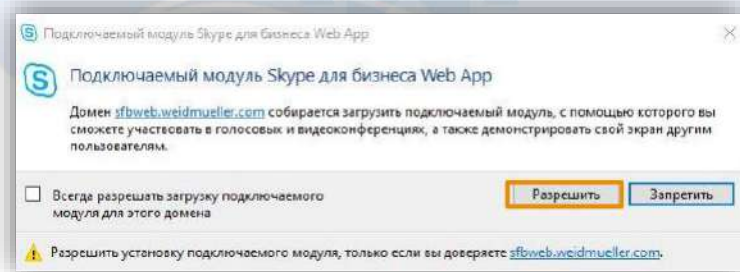 Подключаемый модуль Skype для бизнеса Web App
Подключаемый модуль Skype для бизнеса Web App
Домен sfbweb.weidmueller.com собирается загрузить подключаемый модуль, с помощью которого вы
сможете участвовать в голосовых и видеоконференциях, а также демонстрировать свой экран другим
пользователям.
Всегда разрешать загрузку подключаемого
модуля для этого домена
Разрешить
Запретить
Разрешить установку подключаемого модуля, только если вы доверяете sfbweb.weidmueller.com.